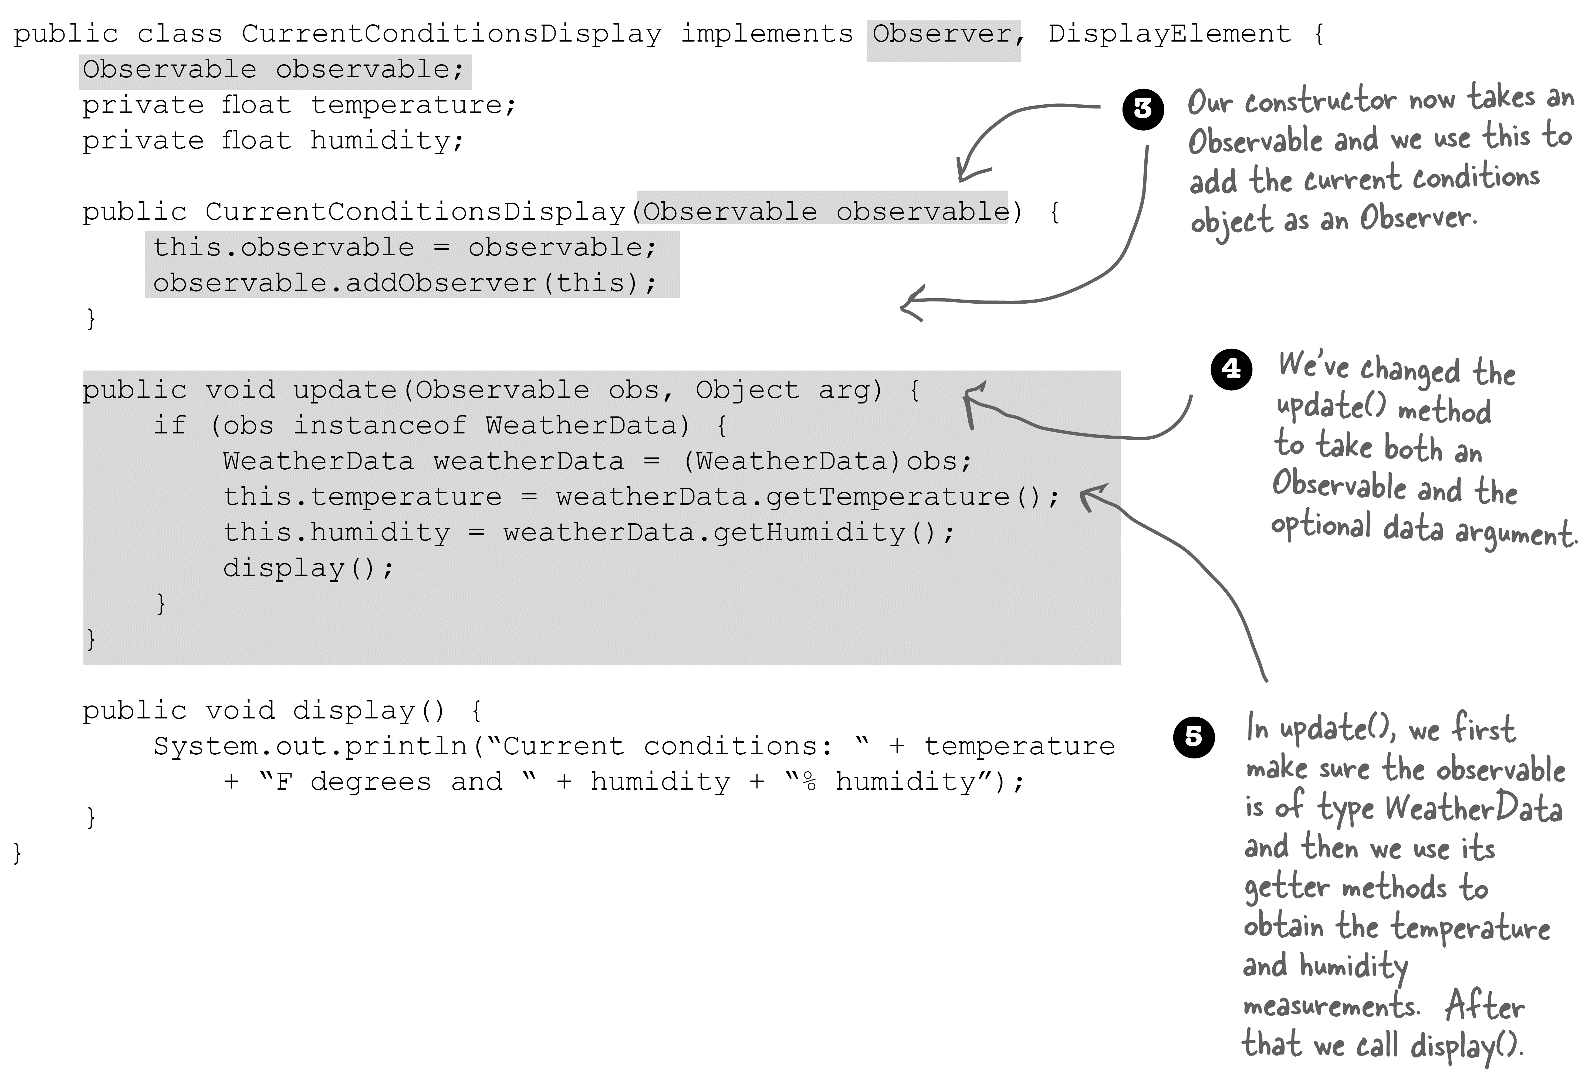 public class CurrentConditionsDisplay implements Observer, DisplayElement {
Observable observable;
private float temperature;
private float humidity;
public CurrentConditionsDisplay(Observable observable) {
this.observable = observable;
observable.addObserver(this);
}
public void update(Observable obs, Object arg) {
if (obs instanceof WeatherData) {
WeatherData weatherData = (WeatherData)obs;
this.temperature = weatherData.getTemperature();
this.humidity = weatherData.getHumidity();
display();
}
}
public void display() {
System.out.println(“Current conditions: “ + temperature
+ “F degrees and “ + humidity + “% humidity”);
}
}
3
Our constructor now takes an
Observable and we use this to
add the current conditions
object as an Observer.
4
We've changed the
update() method
to take both an
Observable and the
optional data argument.
5
In update(), we first
make sure the observable
is of type WeatherData
and then we use its
getter methods to
obtain the temperature
and humidity
measurements. After
that we call display().